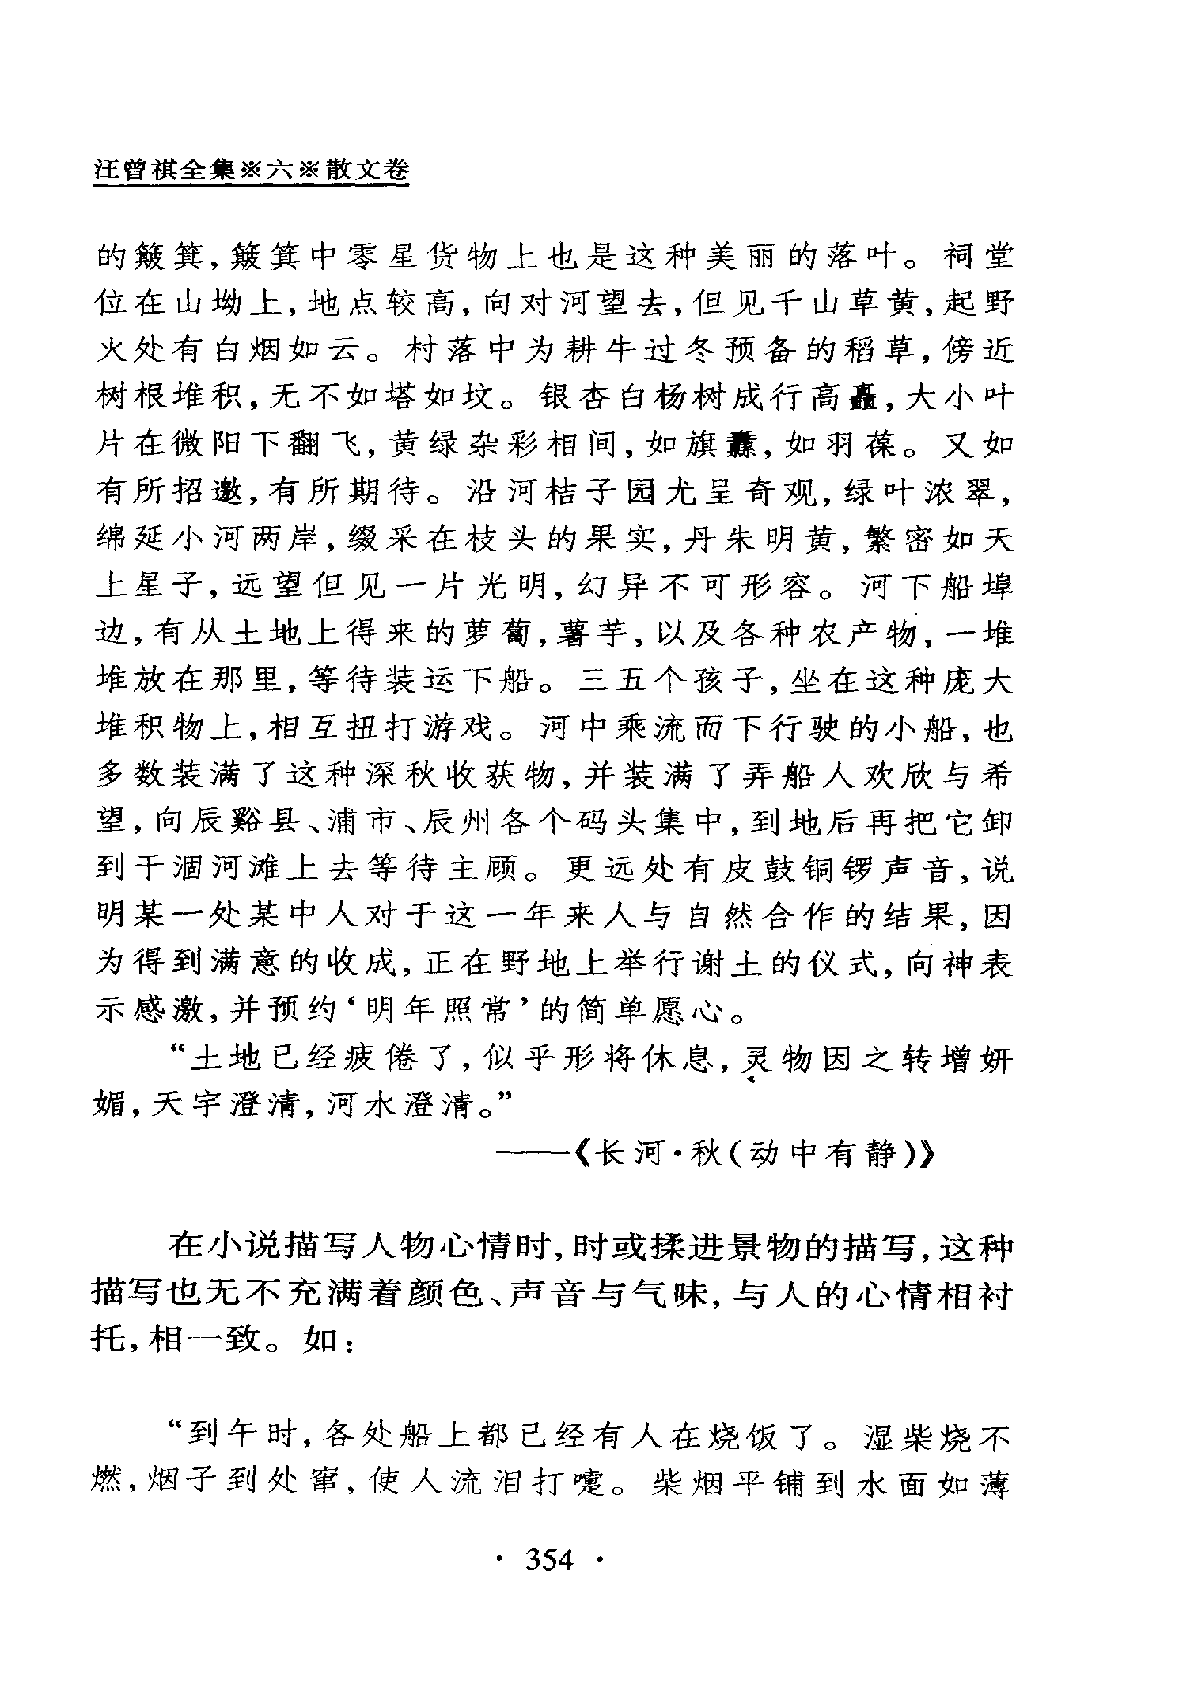 汪曾祺全集※六※散文卷
的簸箕,簸箕中零星货物上也是这种美丽的落叶。祠堂
位在山坳上,地点较高,向对河望去,但见千山草黄,起野
火处有白烟如云。村落中为耕牛过冬预备的稻草,傍近
树根堆积,无不如塔如坟。银杏白杨树成行高矗,大小叶
片在微阳下翻飞,黄绿杂彩相间,如旗纛,如羽葆。又如
有所招邀,有所期待。沿河桔子园尤呈奇观,绿叶浓翠,
绵延小河两岸,缀采在枝头的果实,丹朱明黄,繁密如天
上星子,远望但见一片光明,幻异不可形容。河下船埠
边,有从土地上得来的萝蔔,薯芋,以及各种农产物,一堆
堆放在那里,等待装运下船。三五个孩子,坐在这种庞大
堆积物上,相互扭打游戏。河中乘流而下行驶的小船,也
多数装满了这种深秋收获物,并装满了弄船人欢欣与希
望,向辰谿县、浦市、辰州各个码头集中,到地后再把它卸
到干涸河滩上去等待主顾。更远处有皮鼓铜锣声音,说
明某一处某中人对于这一年来人与自然合作的结果,因
为得到满意的收成,正在野地上举行谢土的仪式,向神表
示感激,并预约‘明年照常’的简单愿心。
“土地已经疲倦了,似乎形将休息,灵物因之转增妍
媚,天宇澄清,河水澄清。”
——《长河·秋(动中有静)》
在小说描写人物心情时,时或揉进景物的描写,这种
描写也无不充满着颜色、声音与气味,与人的心情相衬
托,相一致。如:
“到午时,各处船上都已经有人在烧饭了。湿柴烧不
燃,烟子到处窜,使人流泪打嚏。柴烟平铺到水面如薄
· 354 ·